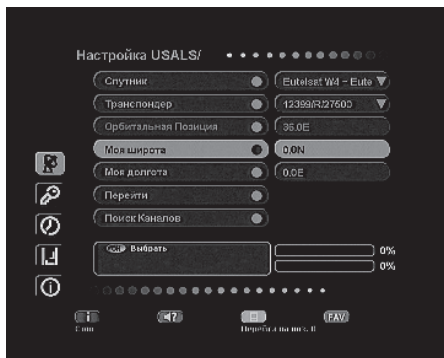 Настройка USALS/
Спутник Eutelsat W4 - Eute
Транспондер 12399/R/27500
Орбитальная Позиция 36.0E
Моя широта 0.0N
Моя долгота 0.0E
Перейти
Поиск Каналов
Выбрать 0%
0%
FAV